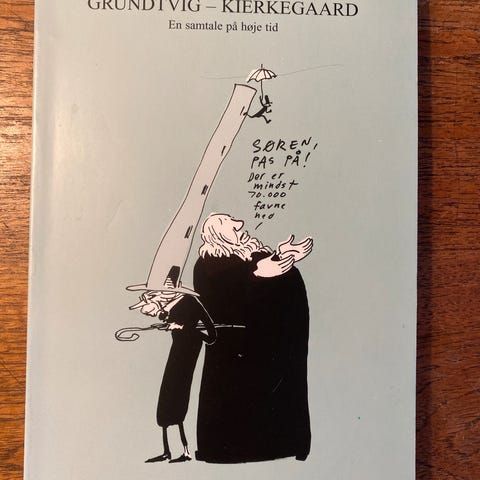 GRUNDTVIG – KIERKEGAARD
En samtale på høje tid
SØREN,
PAS PÅ!
Der er
mindst
70.000
favne
ned